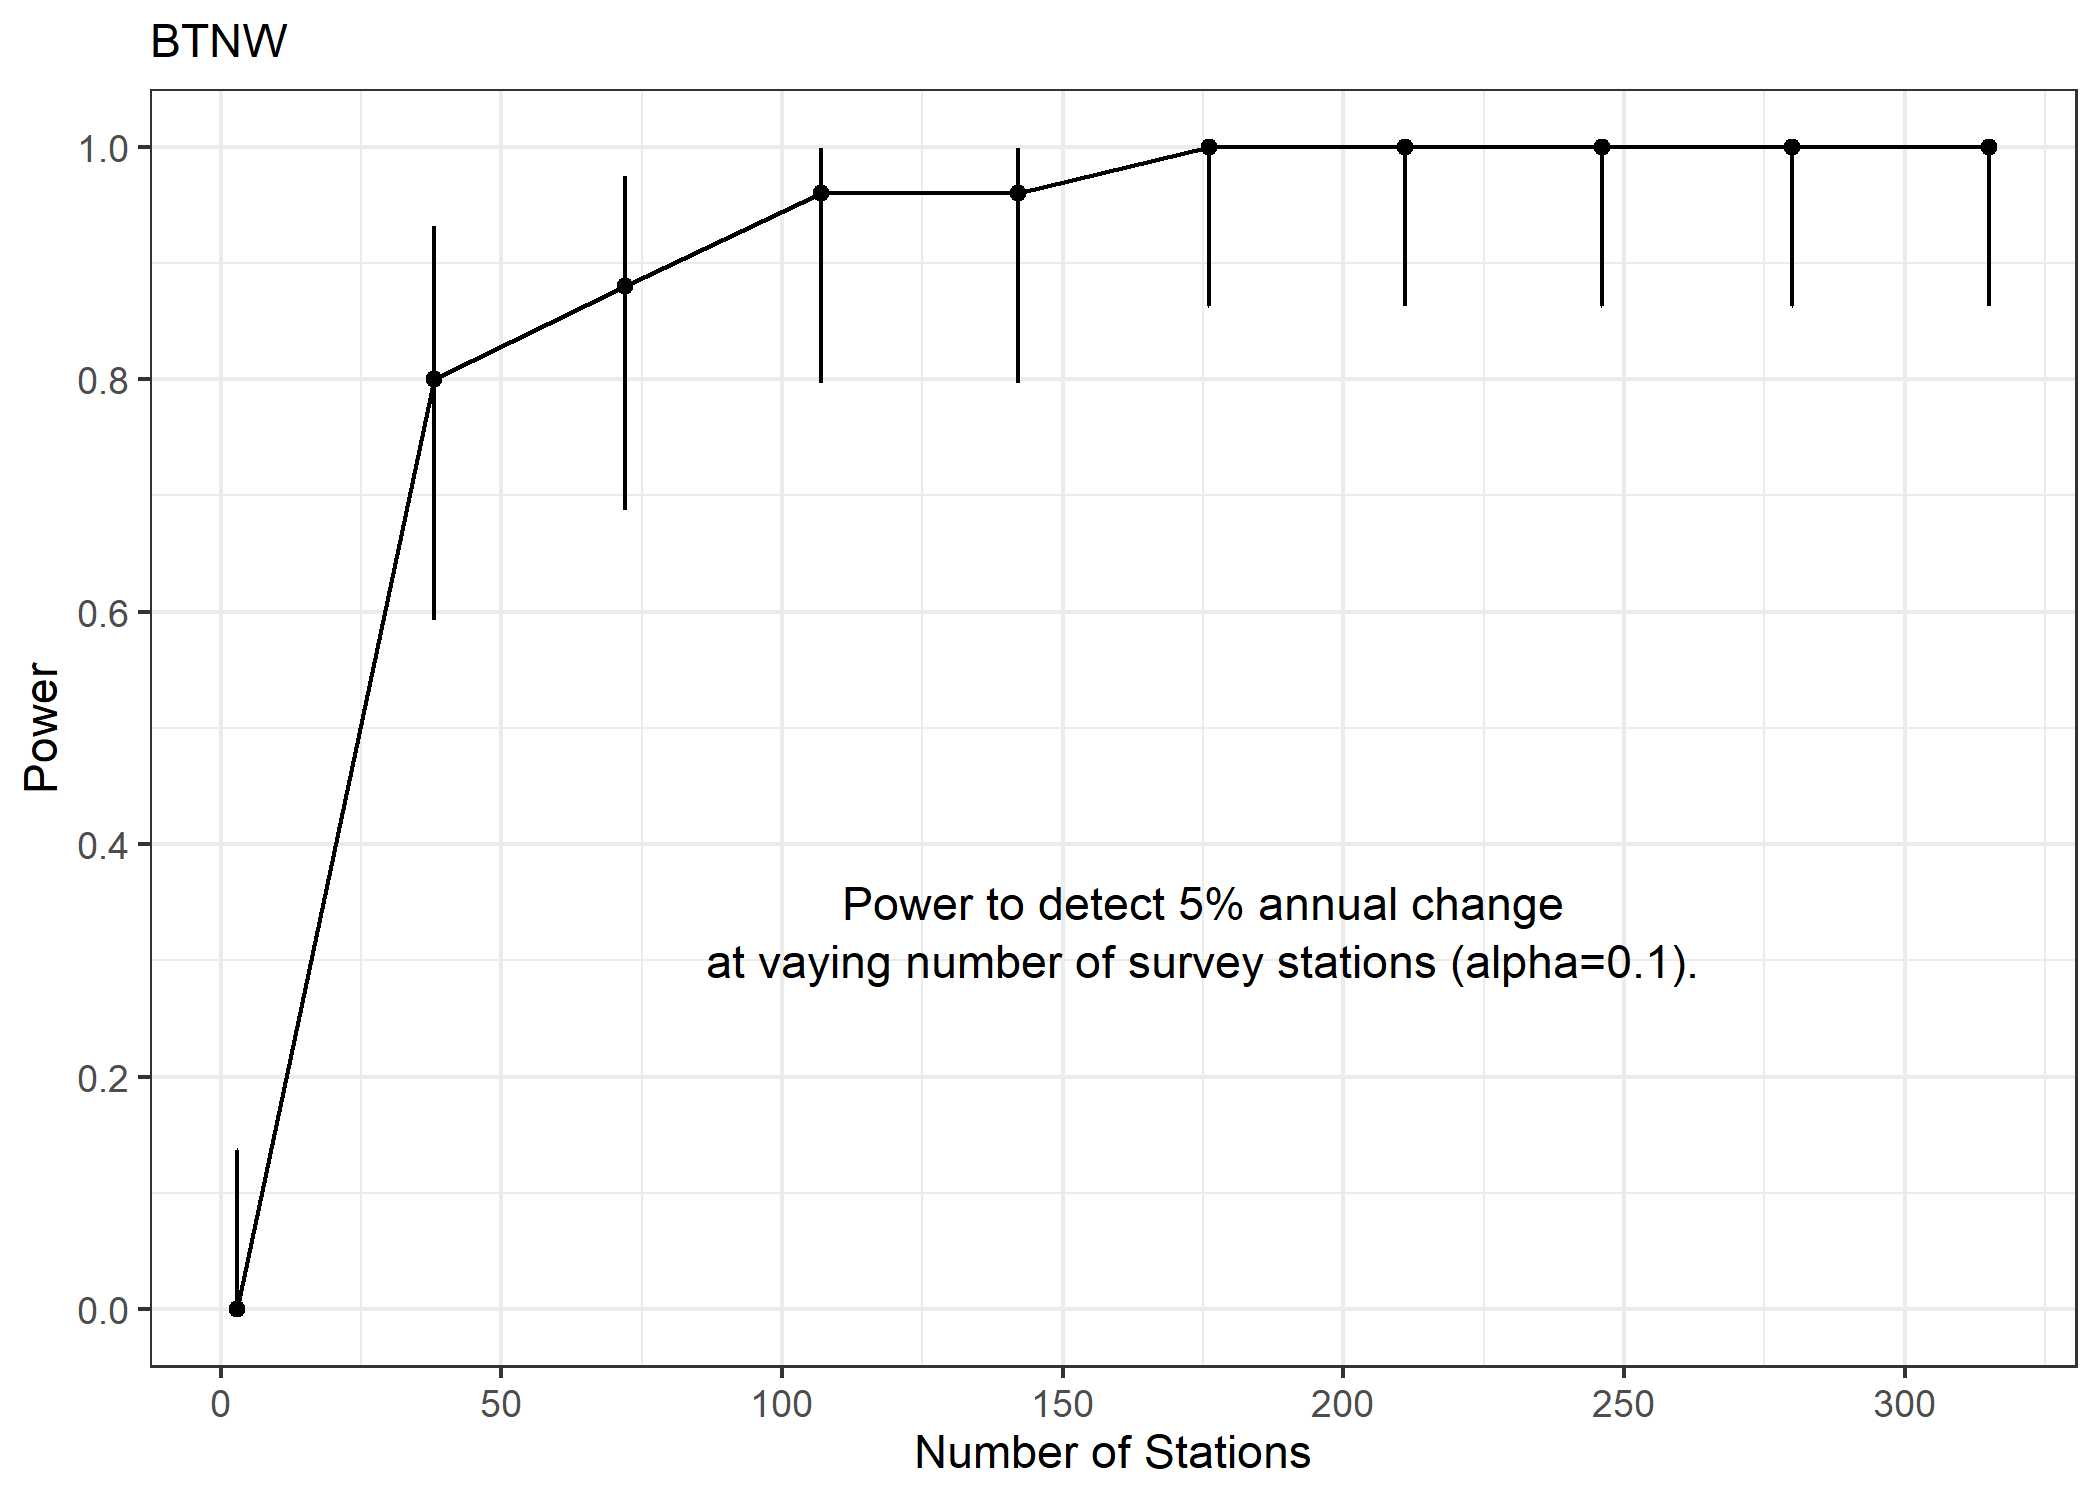 BTNW
1.0
0.8
0.6
0.4
0.2
0.0
Power
Power to detect 5% annual change
at vaying number of survey stations (alpha=0.1).
0 50 100 150 200 250 300
Number of Stations